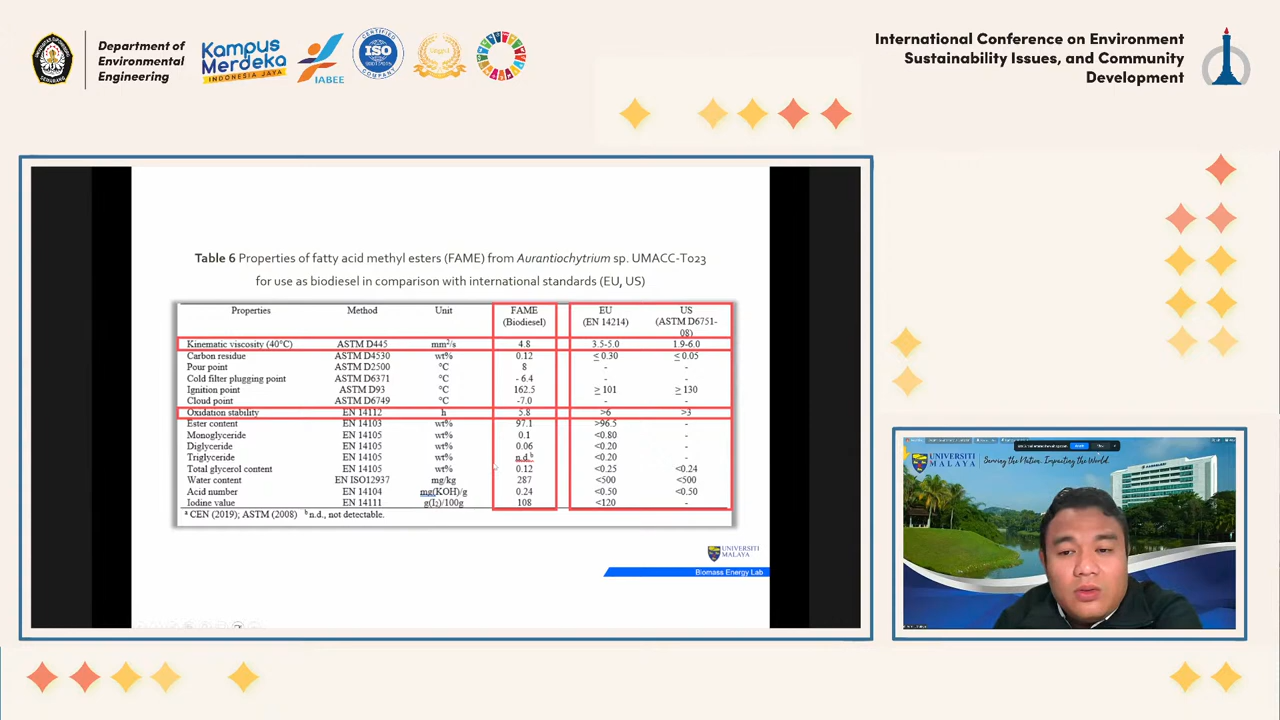 Department of
Environmental
Engineering
Kampus
Merdeka
INDONESIA JAYA
IABEE
CERTIFIED
ISO
9001:2015
COMPANY
International Conference on Environment
Sustainability Issues, and Community
Development
Table 6 Properties of fatty acid methyl esters (FAME) from Aurantiochytrium sp. UMACC-T023
for use as biodiesel in comparison with international standards (EU, US)
Properties Method Unit FAME (Biodiesel) EU (EN 14214) US (ASTM D6751-08)
Kinematic viscosity (40°C) ASTM D445 mm²/s 4.8 3.5-5.0 1.9-6.0
Carbon residue ASTM D4530 wt% 0.12 ≤ 0.30 ≤ 0.05
Pour point ASTM D2500 °C 8 - -
Cold filter plugging point ASTM D6371 °C - 6.4 - -
Ignition point ASTM D93 °C 162.5 ≥ 101 ≥ 130
Cloud point ASTM D6749 °C -7.0 - -
Oxidation stability EN 14112 h 5.8 >6 >3
Ester content EN 14103 wt% 97.1 >96.5 -
Monoglyceride EN 14105 wt% 0.1 <0.80 -
Diglyceride EN 14105 wt% 0.06 <0.20 -
Triglyceride EN 14105 wt% n.d.ᵇ <0.20 -
Total glycerol content EN 14105 wt% 0.12 <0.25 <0.24
Water content EN ISO12937 mg/kg 287 <500 <500
Acid number EN 14104 mg(KOH)/g 0.24 <0.50 <0.50
Iodine value EN 14111 g(I₂)/100g 108 <120 -
ᵃ CEN (2019); ASTM (2008) ᵇ n.d., not detectable.
UNIVERSITI
MALAYA
Biomass Energy Lab
UNIVERSITI
MALAYA
Serving the Nation. Impacting the World.